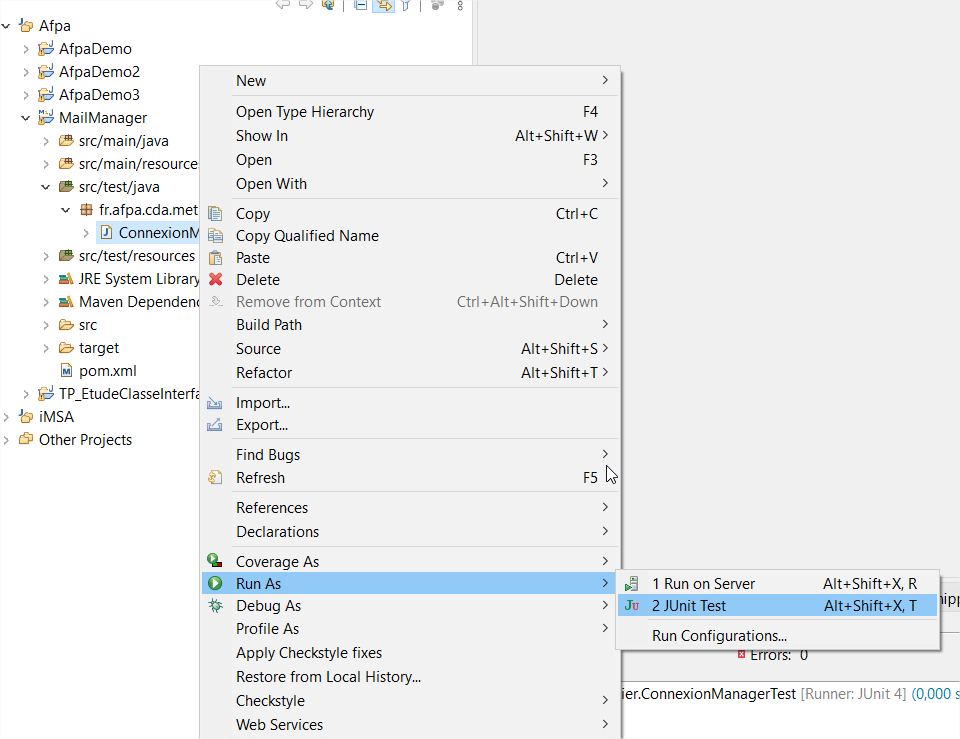 Afpa
AfpaDemo
AfpaDemo2
AfpaDemo3
MailManager
src/main/java
src/main/resource
src/test/java
fr.afpa.cda.met
ConnexionM
src/test/resources
JRE System Library
Maven Dependenc
src
target
pom.xml
TP_EtudeClasseInterfa
iMSA
Other Projects
New
Open Type Hierarchy F4
Show In Alt+Shift+W
Open F3
Open With
Copy Ctrl+C
Copy Qualified Name
Paste Ctrl+V
Delete Delete
Remove from Context Ctrl+Alt+Shift+Down
Build Path
Source Alt+Shift+S
Refactor Alt+Shift+T
Import...
Export...
Find Bugs
Refresh F5
References
Declarations
Coverage As
Run As
Debug As
Profile As
Apply Checkstyle fixes
Restore from Local History...
Checkstyle
Web Services
1 Run on Server Alt+Shift+X, R
2 JUnit Test Alt+Shift+X, T
Run Configurations...
Errors: 0
ier.ConnexionManagerTest [Runner: JUnit 4] (0,000 s